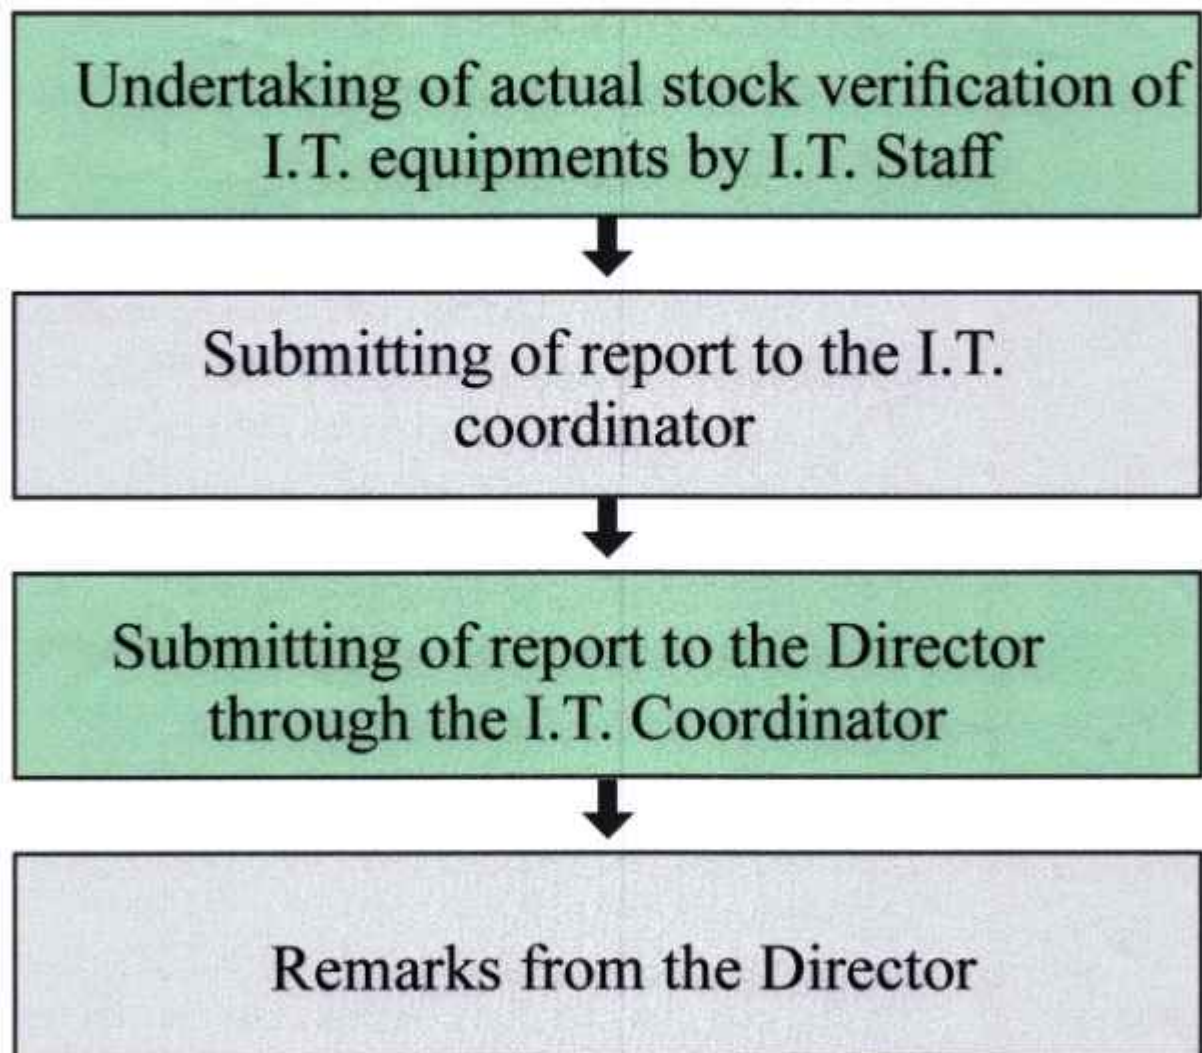 Undertaking of actual stock verification of
I.T. equipments by I.T. Staff
Submitting of report to the I.T.
coordinator
Submitting of report to the Director
through the I.T. Coordinator
Remarks from the Director